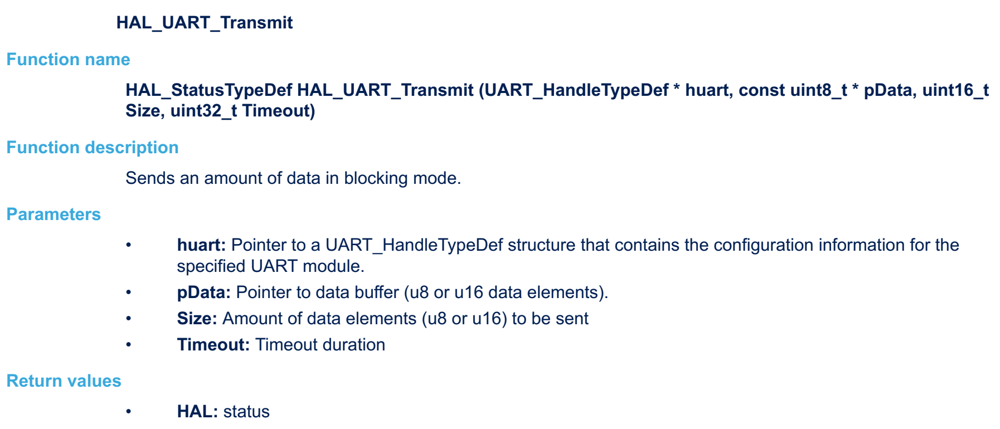 HAL_UART_Transmit
Function name
HAL_StatusTypeDef HAL_UART_Transmit (UART_HandleTypeDef * huart, const uint8_t * pData, uint16_t
Size, uint32_t Timeout)
Function description
Sends an amount of data in blocking mode.
Parameters
• huart: Pointer to a UART_HandleTypeDef structure that contains the configuration information for the
specified UART module.
• pData: Pointer to data buffer (u8 or u16 data elements).
• Size: Amount of data elements (u8 or u16) to be sent
• Timeout: Timeout duration
Return values
• HAL: status